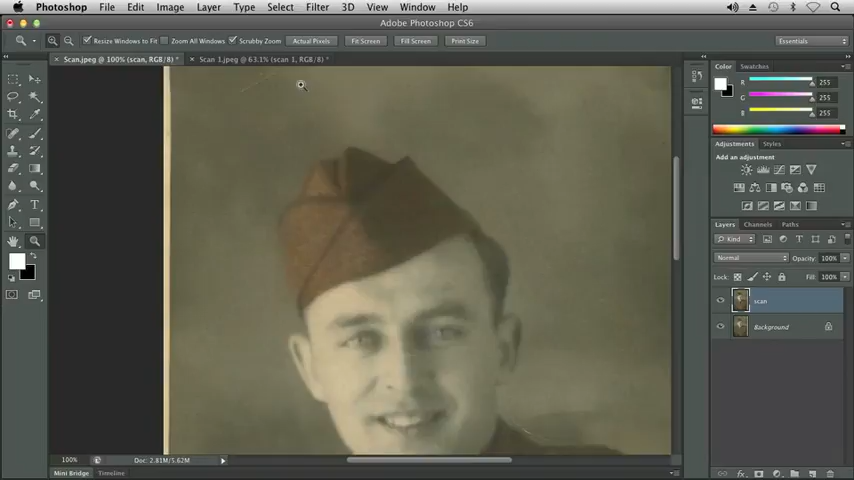 Photoshop File Edit Image Layer Type Select Filter 3D View Window Help
Adobe Photoshop CS6
Resize Windows to Fit Zoom All Windows Scrubby Zoom Actual Pixels Fit Screen Fill Screen Print Size Essentials
Scan.jpeg @ 100% (scan, RGB/8) * Scan 1.jpeg @ 63.1% (scan 1, RGB/8) *
Color Swatches
R 255
G 255
B 255
Adjustments Styles
Add an adjustment
Layers Channels Paths
Kind
Normal Opacity: 100%
Lock: Fill: 100%
scan
Background
100% Doc: 2.81M/5.62M
Mini Bridge Timeline